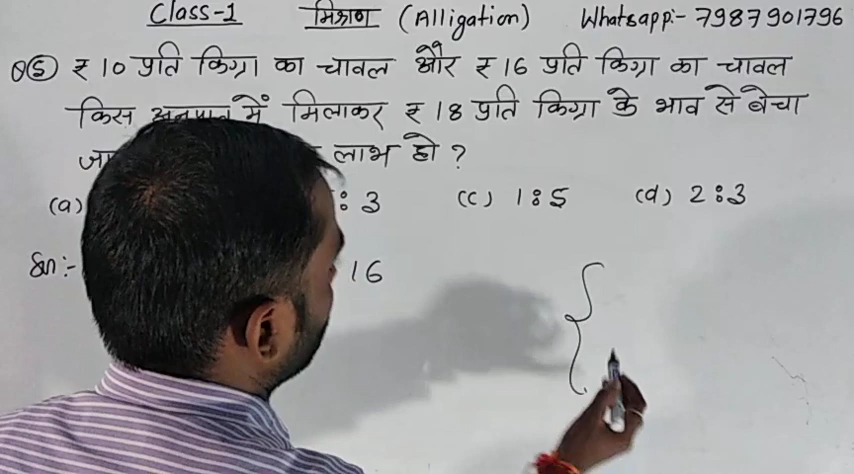 Class-1 मिश्रण (Alligation) Whatsapp:- 7987901796
Q⑤ ₹10 प्रति किग्रा का चावल और ₹16 प्रति किग्रा का चावल
किस अनुपात में मिलाकर ₹18 प्रति किग्रा के भाव से बेचा
लाभ हो ?
(a) : 3 (c) 1:5 (d) 2:3
Sn:- 16